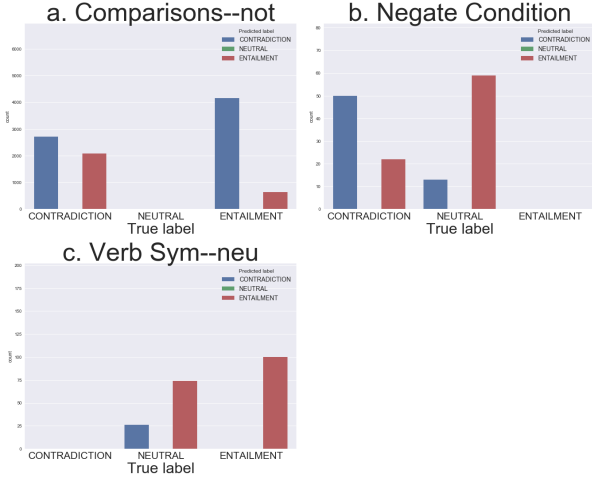 a. Comparisons--not
Predicted label
CONTRADICTION
NEUTRAL
ENTAILMENT
count
6000
5000
4000
3000
2000
1000
0
CONTRADICTION NEUTRAL ENTAILMENT
True label
b. Negate Condition
Predicted label
CONTRADICTION
NEUTRAL
ENTAILMENT
count
80
70
60
50
40
30
20
10
0
CONTRADICTION NEUTRAL ENTAILMENT
True label
c. Verb Sym--neu
Predicted label
CONTRADICTION
NEUTRAL
ENTAILMENT
count
200
175
150
125
100
75
50
25
0
CONTRADICTION NEUTRAL ENTAILMENT
True label